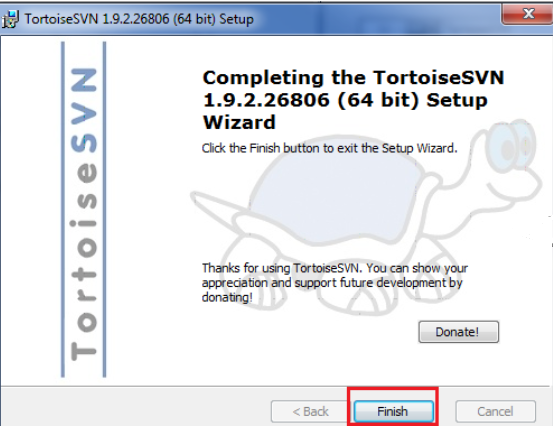 TortoiseSVN 1.9.2.26806 (64 bit) Setup
x
TortoiseSVN
Completing the TortoiseSVN
1.9.2.26806 (64 bit) Setup
Wizard
Click the Finish button to exit the Setup Wizard.
Thanks for using TortoiseSVN. You can show your
appreciation and support future development by
donating!
Donate!
< Back
Finish
Cancel